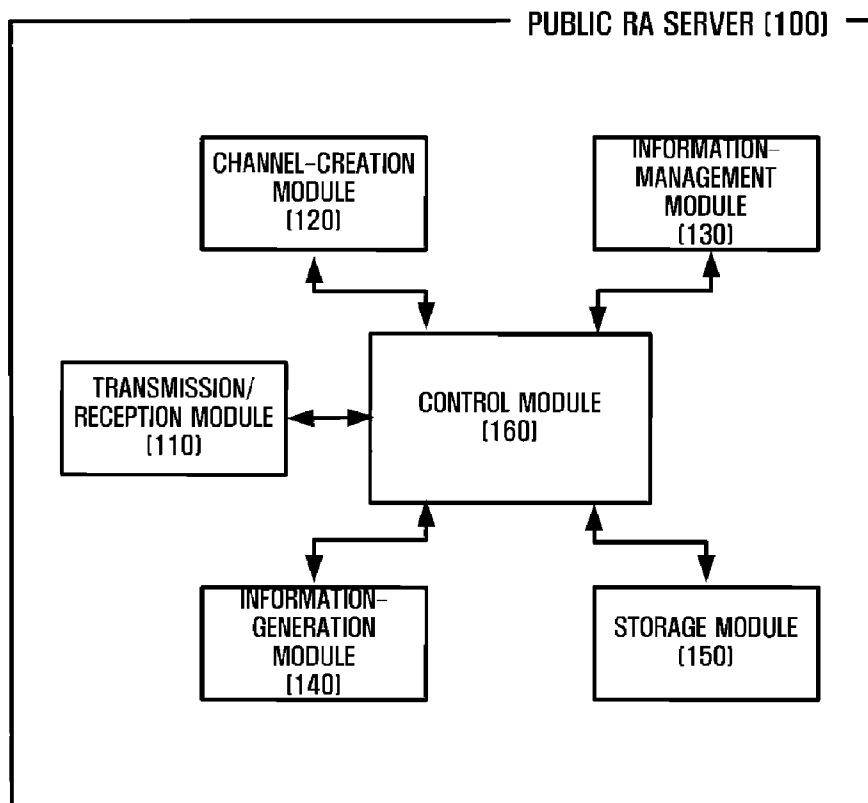 PUBLIC RA SERVER (100)
CHANNEL-CREATION
MODULE
(120)
INFORMATION-
MANAGEMENT
MODULE
(130)
TRANSMISSION/
RECEPTION MODULE
(110)
CONTROL MODULE
(160)
INFORMATION-
GENERATION
MODULE
(140)
STORAGE MODULE
(150)